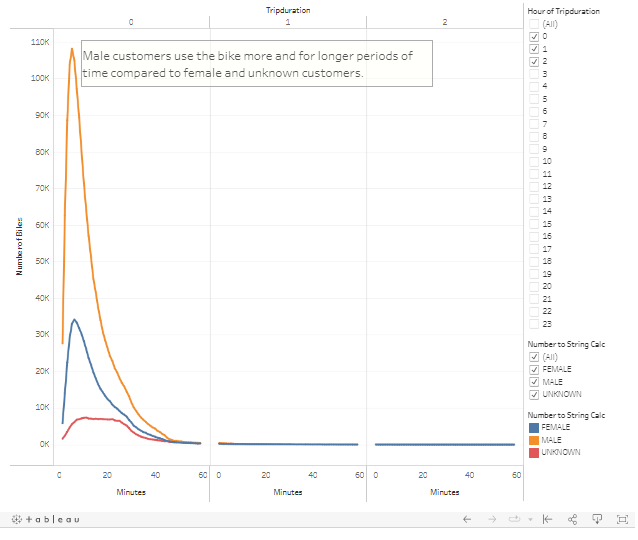 Tripduration
0 1 2
Male customers use the bike more and for longer periods of
time compared to female and unknown customers.
110K
100K
90K
80K
70K
60K
50K
40K
30K
20K
10K
0K
Number of Bikes
0 20 40 60 0 20 40 60 0 20 40 60
Minutes Minutes Minutes
Hour of Tripduration
(All)
0
1
2
3
4
5
6
7
8
9
10
11
12
13
14
15
16
17
18
19
20
21
22
23
Number to String Calc
(All)
FEMALE
MALE
UNKNOWN
Number to String Calc
FEMALE
MALE
UNKNOWN
+ a b | e a u